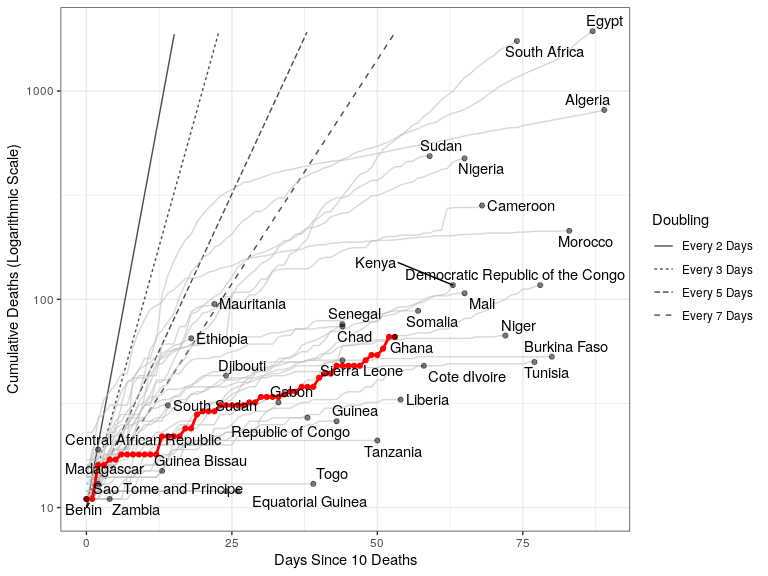 Egypt
South Africa
1000
Algeria
Sudan
Nigeria
Cameroon
Morocco
Kenya
Democratic Republic of the Congo
100
Mauritania
Mali
Senegal
Somalia
Chad
Niger
Ethiopia
Ghana
Burkina Faso
Djibouti
Sierra Leone
Cote dIvoire
Tunisia
Gabon
South Sudan
Liberia
Guinea
Central African Republic
Republic of Congo
Tanzania
Madagascar
Guinea Bissau
Togo
Sao Tome and Principe
Equatorial Guinea
10
Benin
Zambia
0
25
50
75
Days Since 10 Deaths
Cumulative Deaths (Logarithmic Scale)
Doubling
Every 2 Days
Every 3 Days
Every 5 Days
Every 7 Days